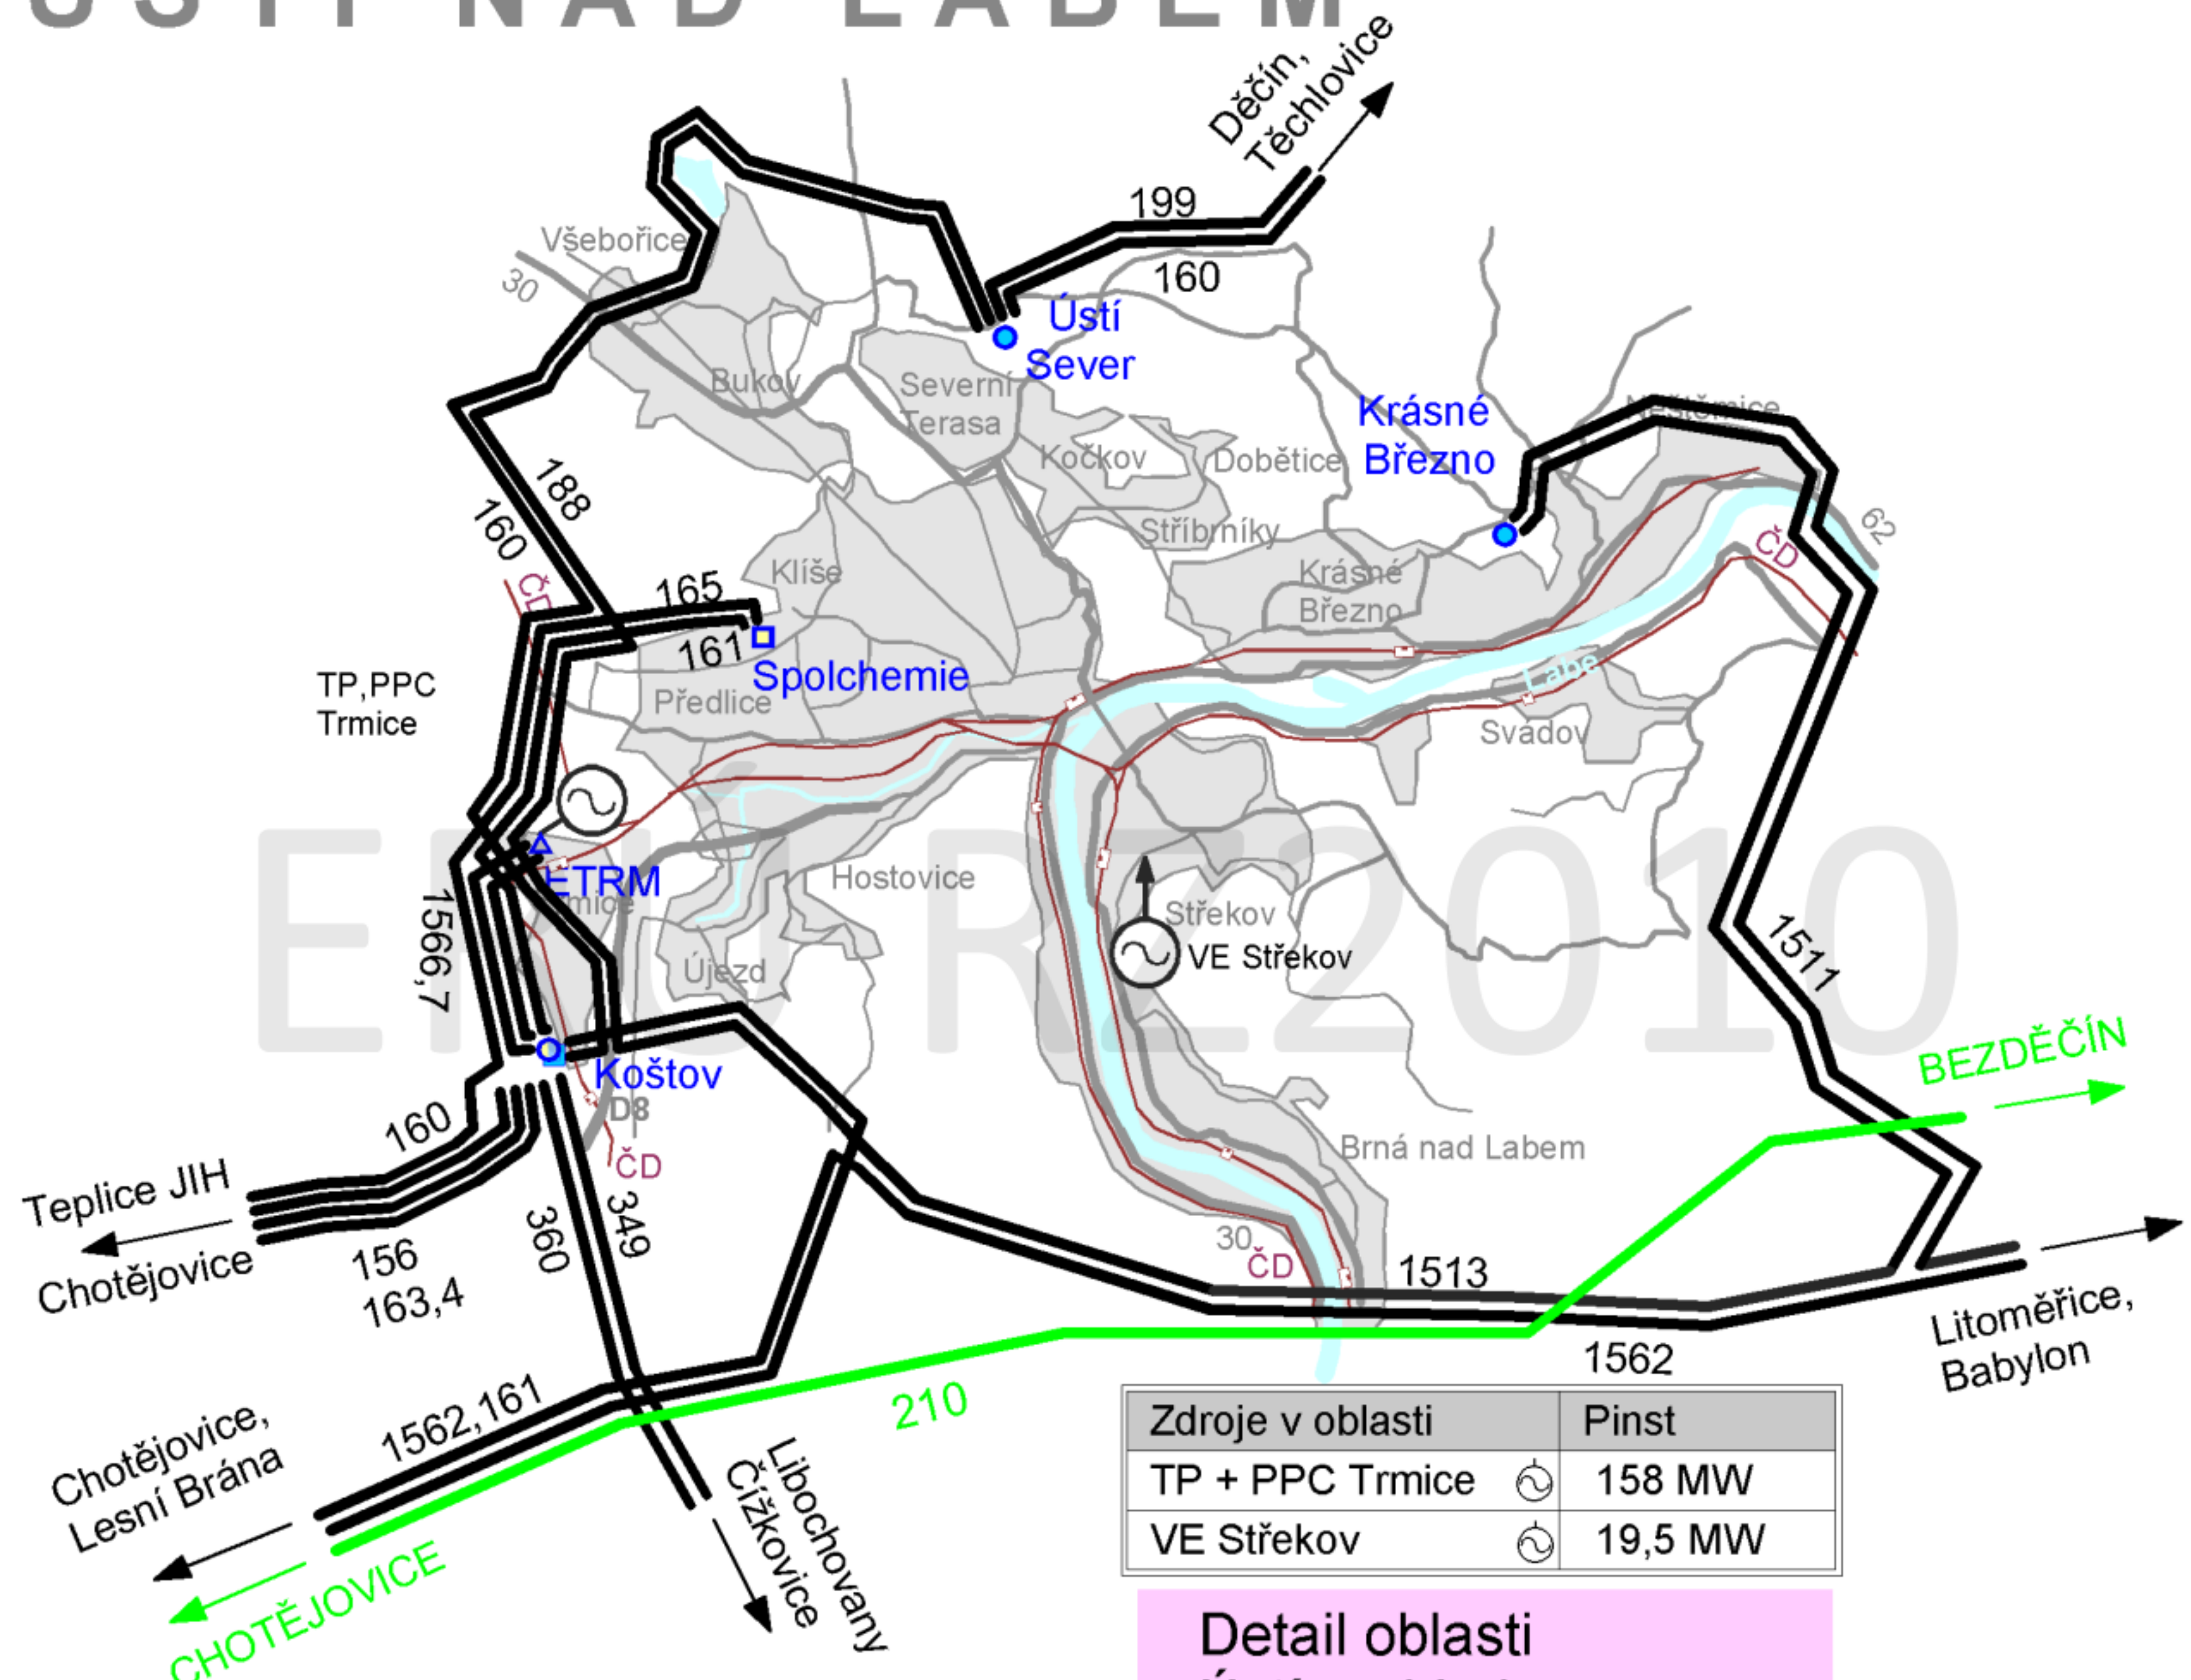 ÚSTÍ NAD LABEM
Děčín,
Těchlovice
199
160
Všebořice
30
Ústí
Sever
Bukov
Severní
Terasa
Krásné
Březno
Neštěmice
Kočkov
Dobětice
188
160
Stříbrníky
62
ČD
ČD
Klíše
Krásné
Březno
165
161
Spolchemie
Labe
TP,PPC
Trmice
Předlice
Svádov
EFÚ RZ2010
ETRM
Hostovice
1566,7
Střekov
VE Střekov
Újezd
1511
BEZDĚČÍN
Koštov
D8
160
ČD
Brná nad Labem
Teplice JIH
Chotějovice
156
163,4
360
349
30
ČD
1513
Litoměřice,
Babylon
1562
1562,161
210
Chotějovice,
Lesní Brána
CHOTĚJOVICE
Libochovany
Čížkovice
Zdroje v oblasti Pinst
TP + PPC Trmice 158 MW
VE Střekov 19,5 MW
Detail oblasti